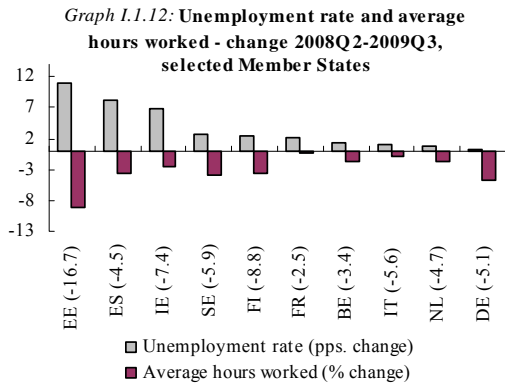 Graph I.1.12: Unemployment rate and average
hours worked - change 2008Q2-2009Q3,
selected Member States
12
7
2
-3
-8
-13
EE (-16.7)
ES (-4.5)
IE (-7.4)
SE (-5.9)
FI (-8.8)
FR (-2.5)
BE (-3.4)
IT (-5.6)
NL (-4.7)
DE (-5.1)
Unemployment rate (pps. change)
Average hours worked (% change)